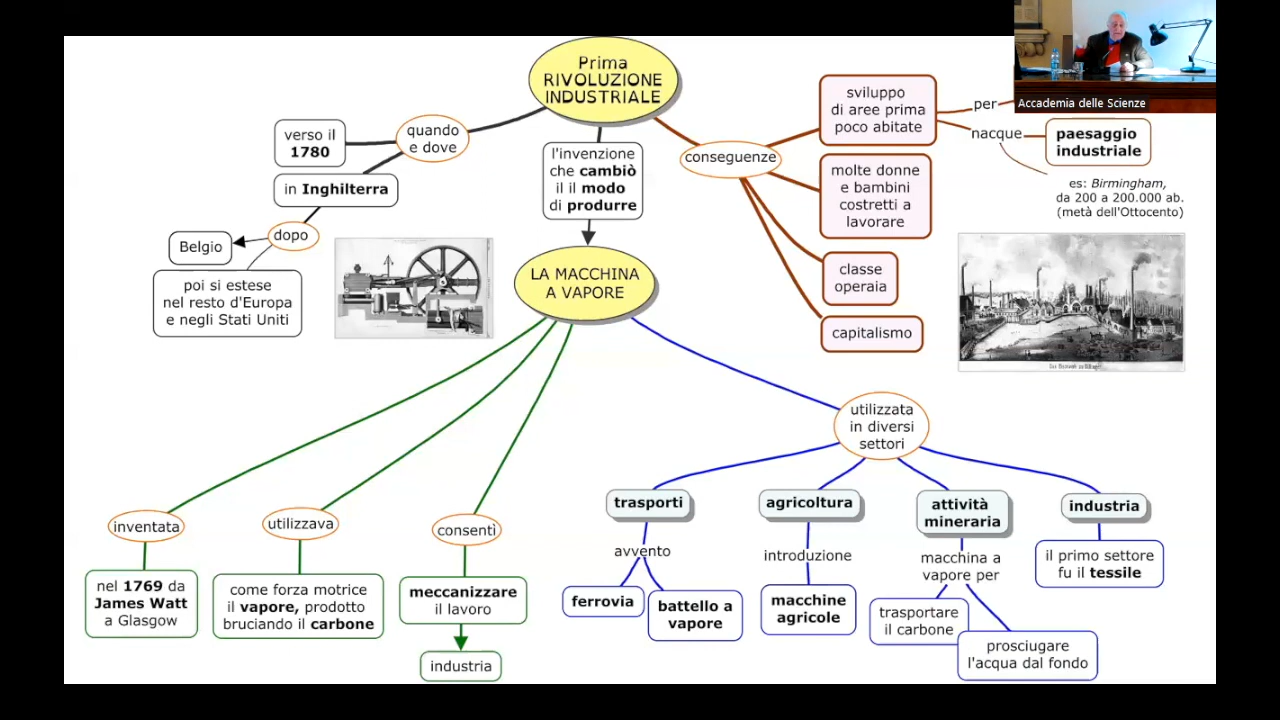 Prima
RIVOLUZIONE
INDUSTRIALE
quando
e dove
verso il
1780
in Inghilterra
dopo
Belgio
poi si estese
nel resto d'Europa
e negli Stati Uniti
l'invenzione
che cambiò
il il modo
di produrre
conseguenze
sviluppo
di aree prima
poco abitate
per
nacque
paesaggio
industriale
es: Birmingham,
da 200 a 200.000 ab.
(metà dell'Ottocento)
molte donne
e bambini
costretti a
lavorare
classe
operaia
capitalismo
Accademia delle Scienze
LA MACCHINA
A VAPORE
inventata
nel 1769 da
James Watt
a Glasgow
utilizzava
come forza motrice
il vapore, prodotto
bruciando il carbone
consentì
meccanizzare
il lavoro
industria
utilizzata
in diversi
settori
trasporti
avvento
ferrovia
battello a
vapore
agricoltura
introduzione
macchine
agricole
attività
mineraria
macchina a
vapore per
trasportare
il carbone
prosciugare
l'acqua dal fondo
industria
il primo settore
fu il tessile